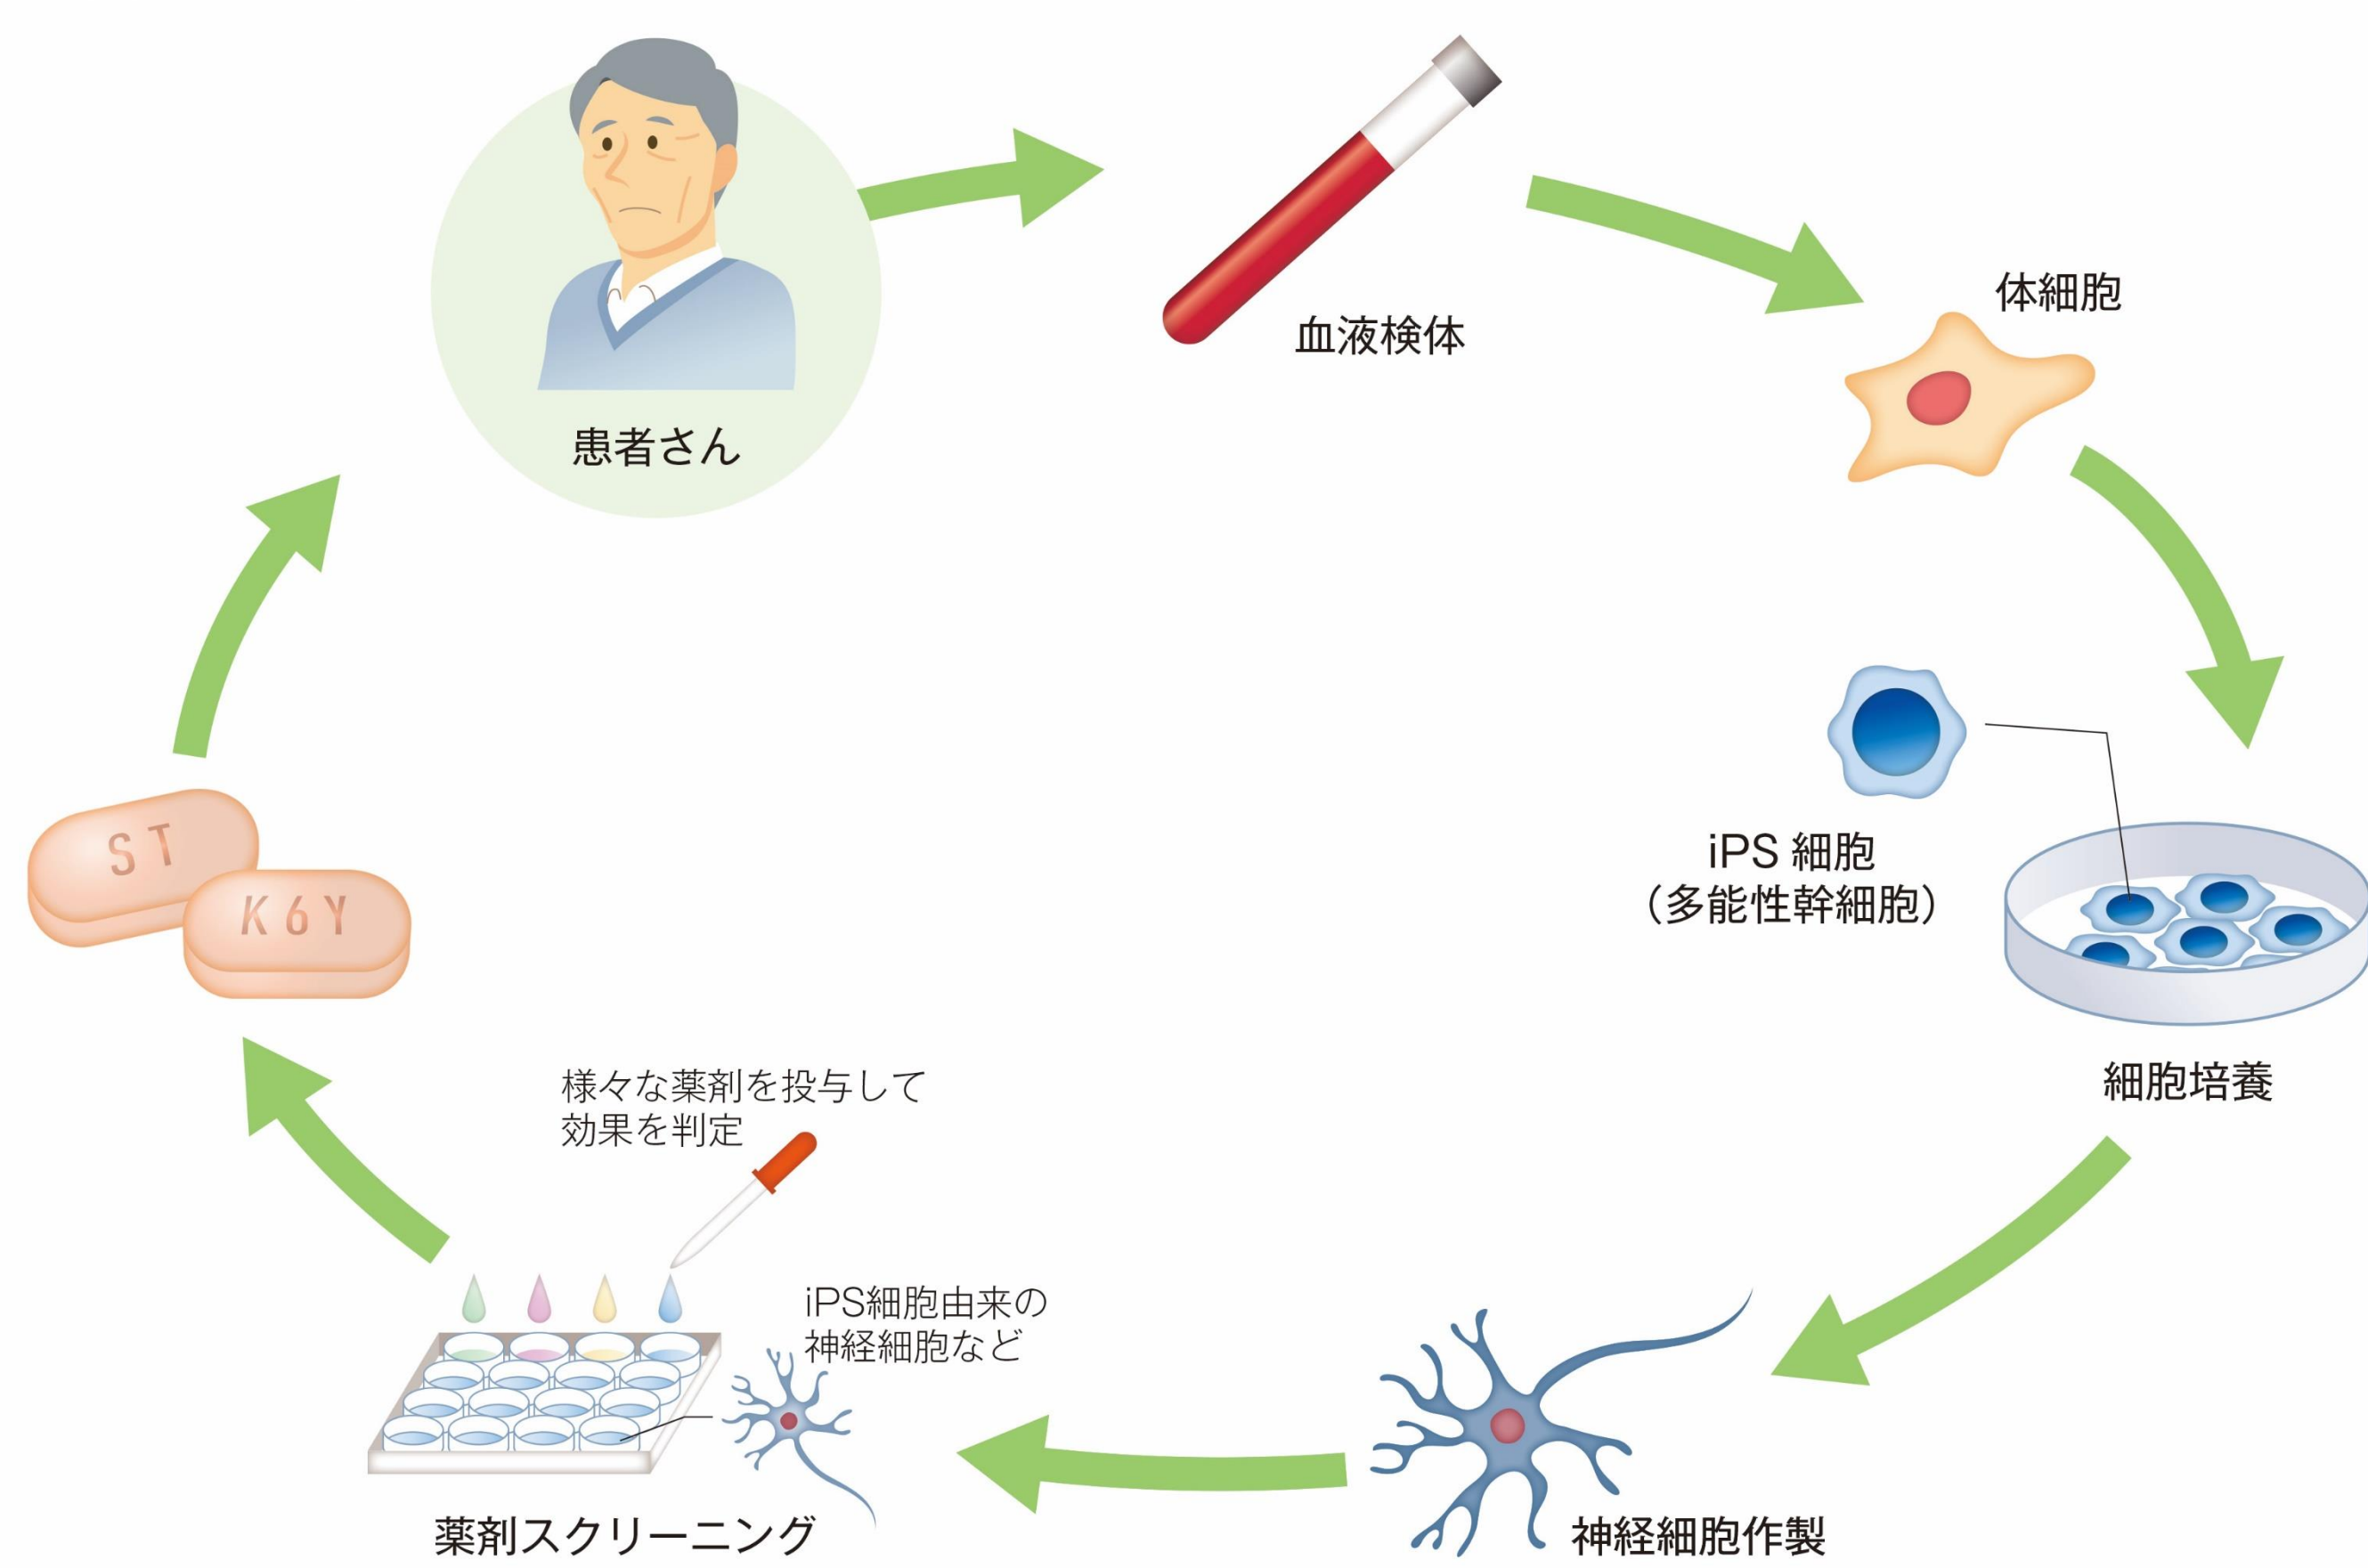 患者さん
血液検体
体細胞
iPS 細胞
（多能性幹細胞）
細胞培養
神経細胞作製
iPS細胞由来の
神経細胞など
様々な薬剤を投与して
効果を判定
薬剤スクリーニング
ST
K6Y